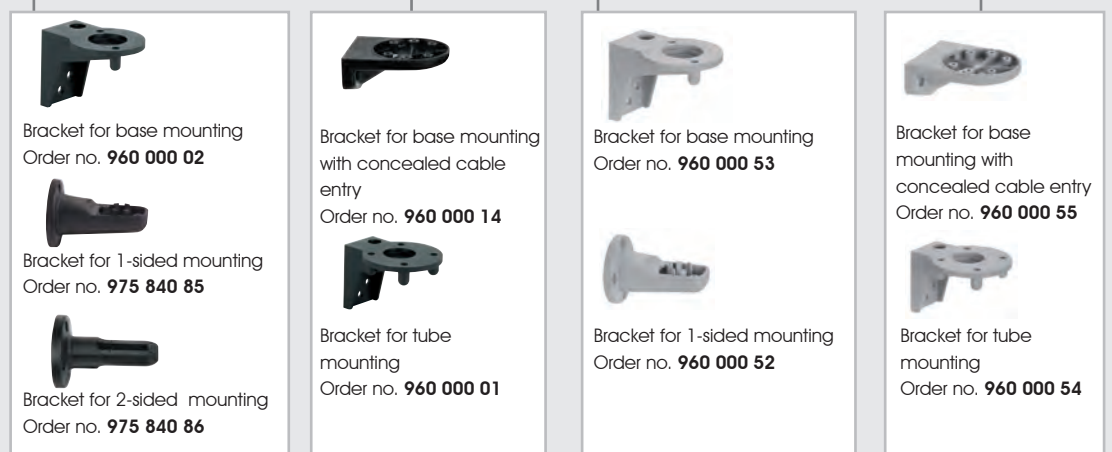 Bracket for base mounting
Order no. 960 000 02
Bracket for 1-sided mounting
Order no. 975 840 85
Bracket for 2-sided mounting
Order no. 975 840 86
Bracket for base mounting
with concealed cable
entry
Order no. 960 000 14
Bracket for tube
mounting
Order no. 960 000 01
Bracket for base mounting
Order no. 960 000 53
Bracket for 1-sided mounting
Order no. 960 000 52
Bracket for base
mounting with
concealed cable entry
Order no. 960 000 55
Bracket for tube
mounting
Order no. 960 000 54